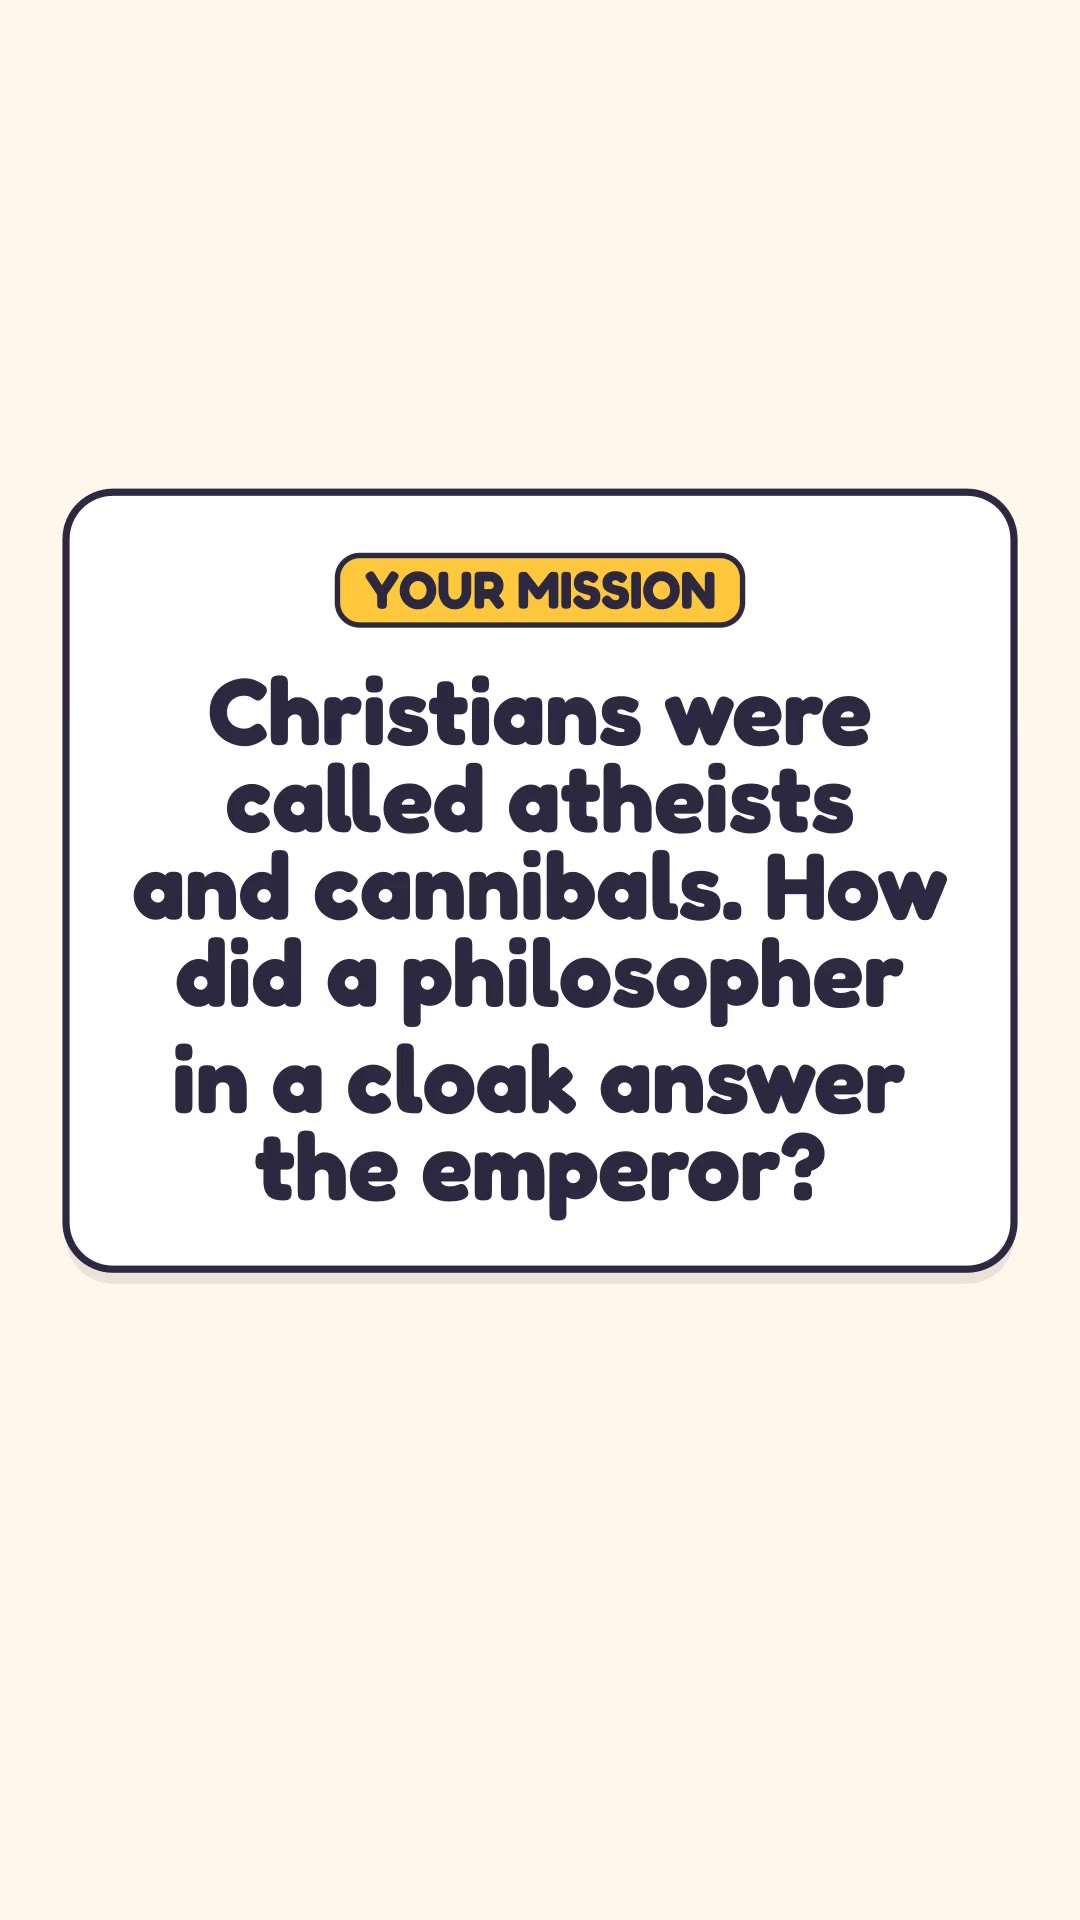 YOUR MISSION
Christians were
called atheists
and cannibals. How
did a philosopher
in a cloak answer
the emperor?